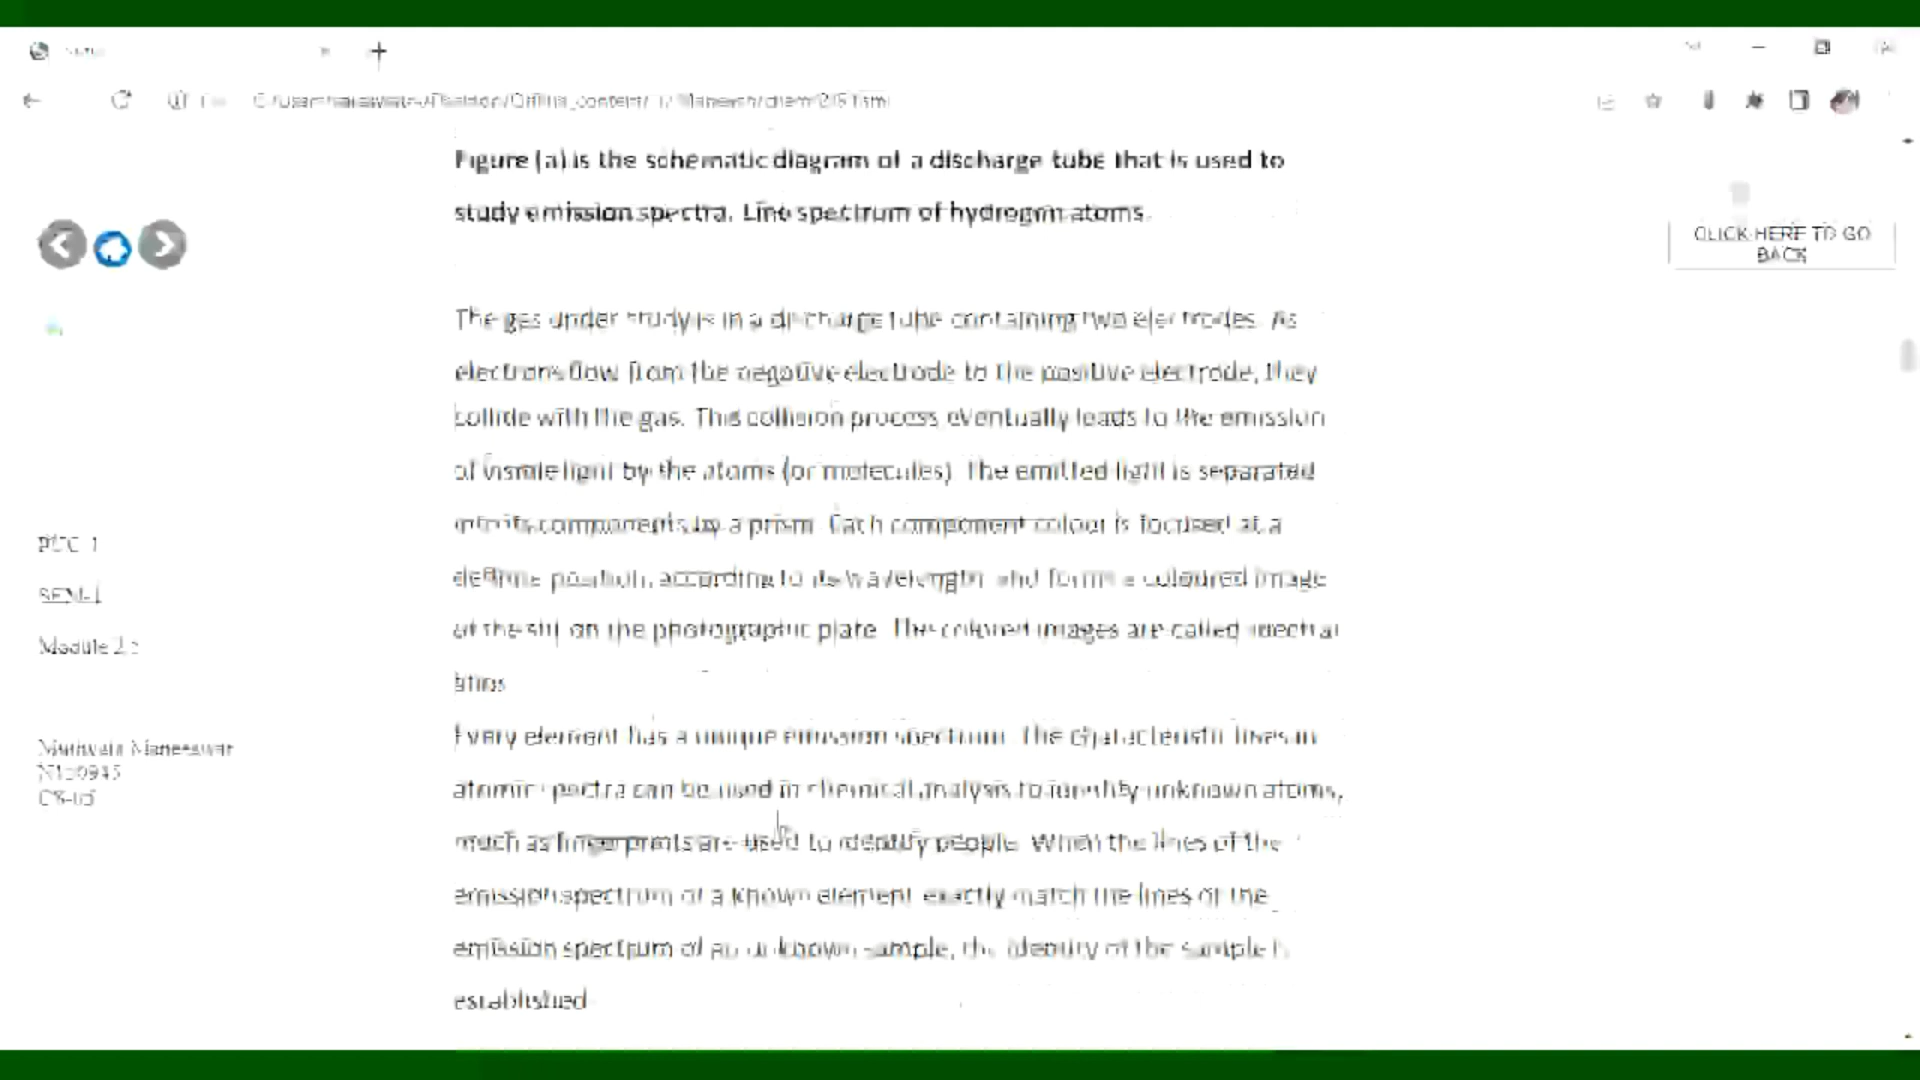 Figure (a) is the schematic diagram of a discharge tube that is used to
study emission spectra. Line spectrum of hydrogen atoms.
CLICK HERE TO GO
BACK
The gas under study is in a discharge tube containing two electrodes. As
electrons flow from the negative electrode to the positive electrode, they
collide with the gas. This collision process eventually leads to the emission
of visible light by the atoms (or molecules). The emitted light is separated
into its components by a prism. Each component colour is focused at a
definite position, according to its wavelength and forms a coloured image
of the slit on the photographic plate. The colored images are called spectral
lines
PUC-1
SEM-1
Module 2
Every element has a unique emission spectrum. The characteristic lines in
atomic spectra can be used in chemical analysis to identify unknown atoms,
much as fingerprints are used to identify people. When the lines of the
emission spectrum of a known element exactly match the lines of the
emission spectrum of an unknown sample, the identity of the sample is
established
Maneeswar